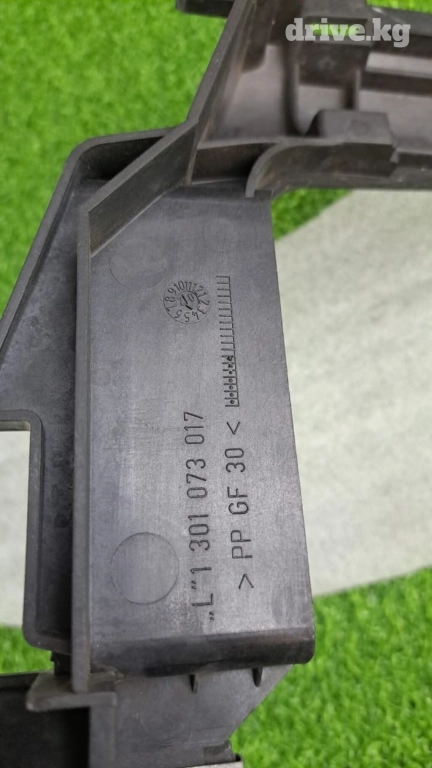 drive.kg
„L" 1 301 073 017
> PP GF 30 <